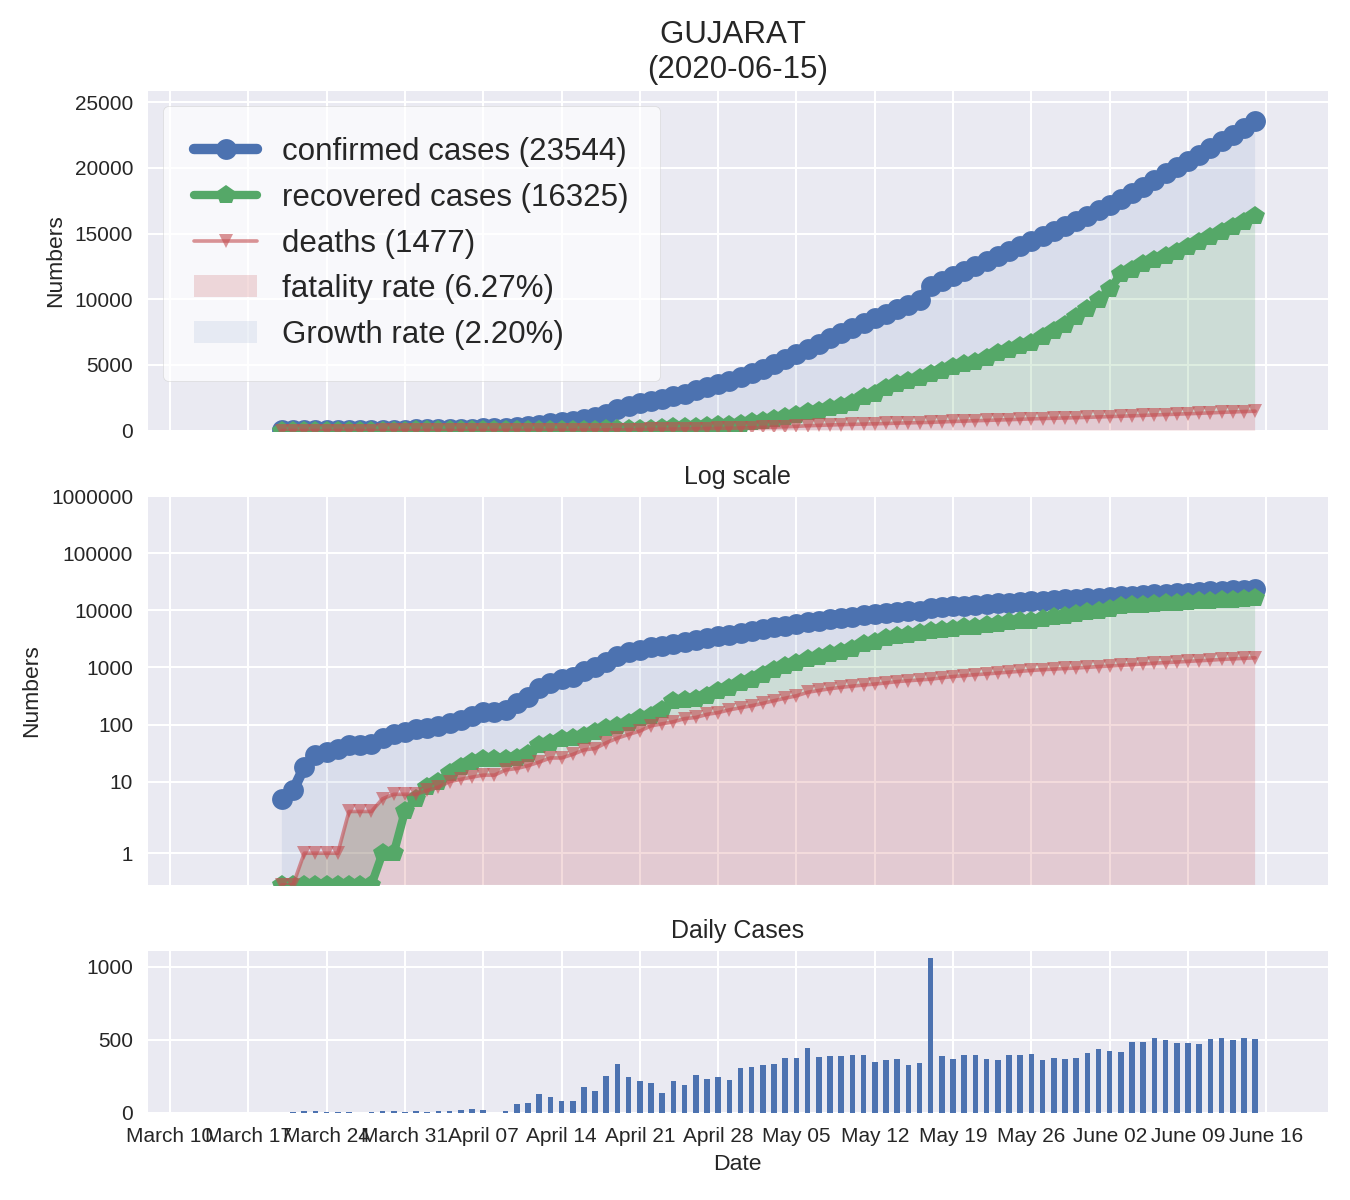 GUJARAT
(2020-06-15)
25000
20000
15000
10000
5000
0
Numbers
confirmed cases (23544)
recovered cases (16325)
deaths (1477)
fatality rate (6.27%)
Growth rate (2.20%)
Log scale
1000000
100000
10000
1000
100
10
1
Numbers
Daily Cases
1000
500
0
March 10 March 17 March 24 March 31 April 07 April 14 April 21 April 28 May 05 May 12 May 19 May 26 June 02 June 09 June 16
Date